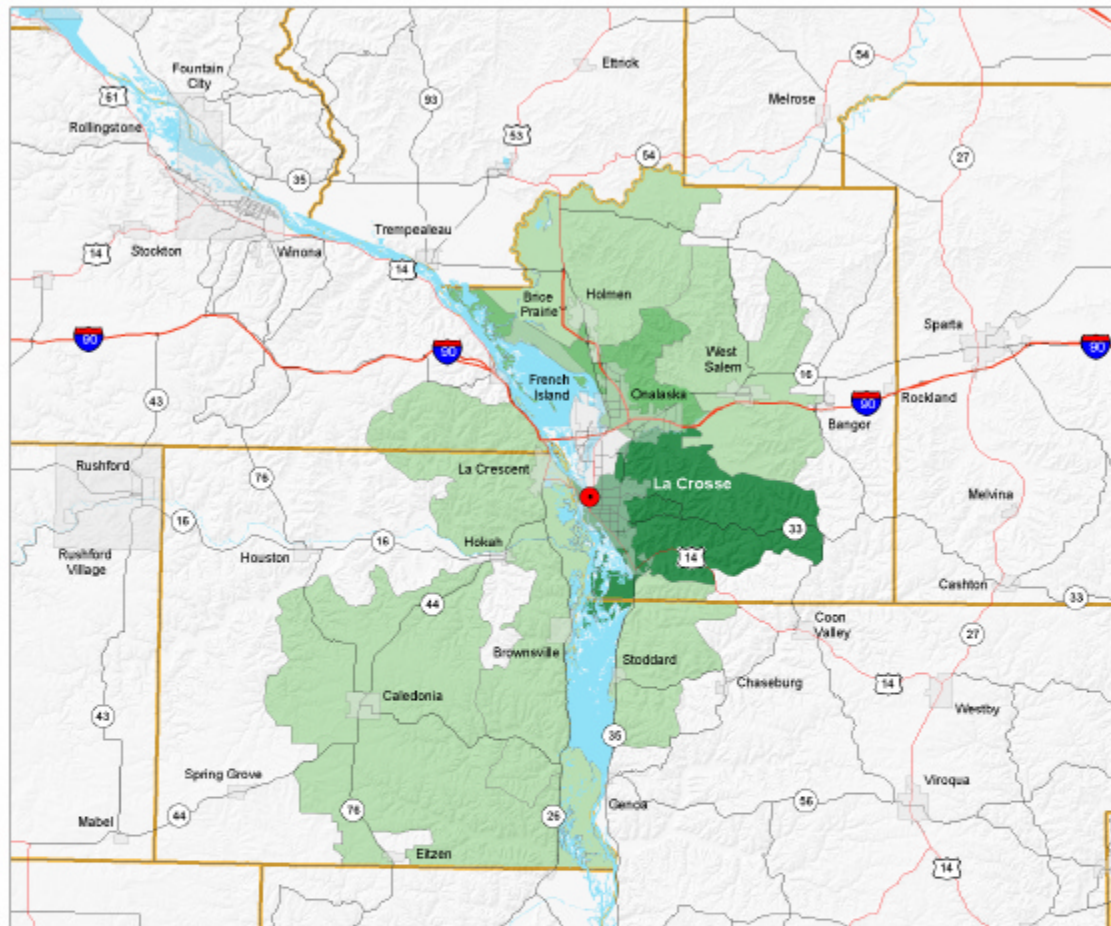 Ettrick
54
Fountain
City
61
93
Melrose
Rollingstone
53
54
27
35
Trempealeau
Stockton
14
Winona
14
Brice
Prairie
Holmen
90
90
Sparta
90
West
Salem
16
French
Island
Onalaska
Rockland
90
43
Bangor
Rushford
La Crescent
La Crosse
76
Melvina
16
33
Rushford
Village
Houston
16
Hokah
14
Cashton
33
44
Coon
Valley
27
Brownsville
Stoddard
Chaseburg
14
Caledonia
Westby
43
35
Spring Grove
Viroqua
Mabel
44
76
26
Genoa
56
Eitzen
14